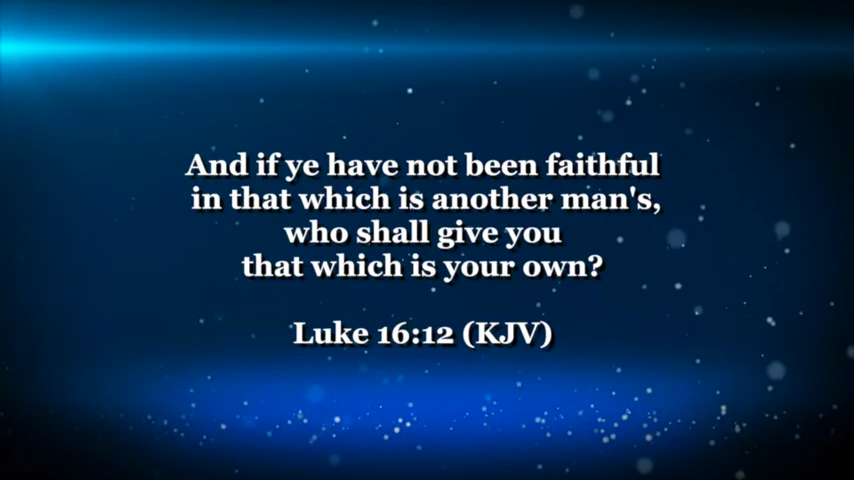 And if ye have not been faithful
in that which is another man's,
who shall give you
that which is your own?
Luke 16:12 (KJV)